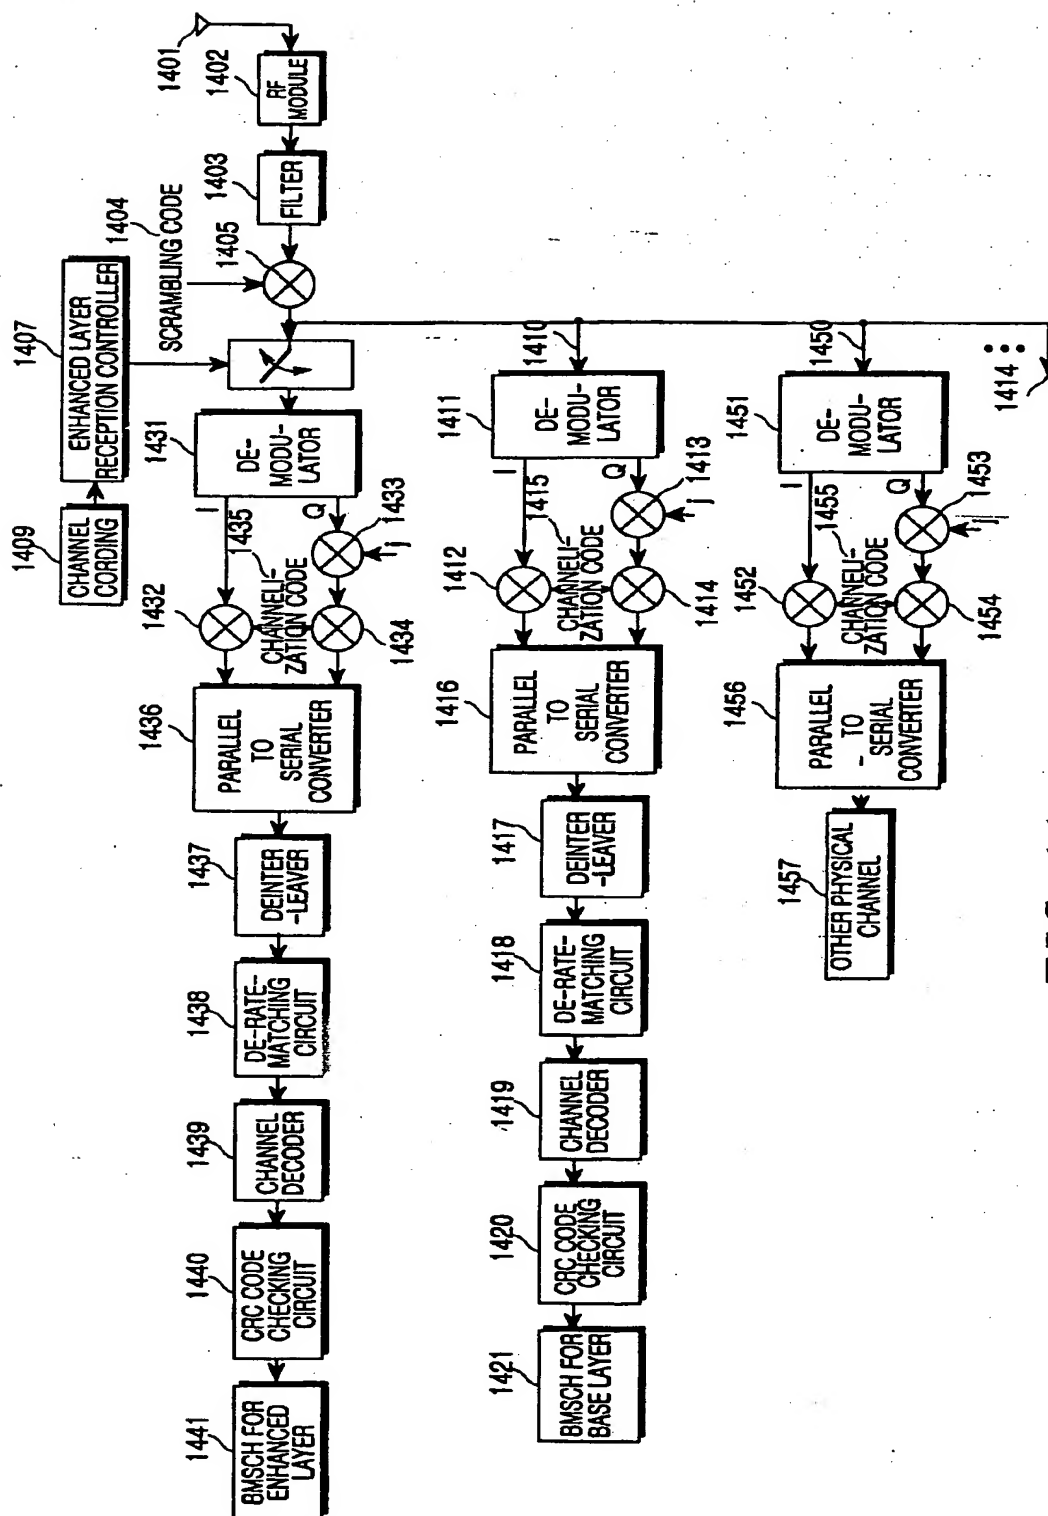 1401
1402
RF
MODULE
1403
FILTER
1404
SCRAMBLING CODE
1405
1407
ENHANCED LAYER
RECEPTION CONTROLLER
1409
CHANNEL
CORDING
1431
DE-
MODU-
LATOR
I
Q
1433
j
1435
CHANNELI-
ZATION CODE
1432
1434
1436
PARALLEL
TO
SERIAL
CONVERTER
1437
DEINTER
-LEAVER
1438
DE-RATE-
MATCHING
CIRCUIT
1439
CHANNEL
DECODER
1440
CRC CODE
CHECKING
CIRCUIT
1441
BMSCH FOR
ENHANCED
LAYER
1410
1411
DE-
MODU-
LATOR
I
Q
1413
j
1415
CHANNELI-
ZATION CODE
1412
1414
1416
PARALLEL
TO
SERIAL
CONVERTER
1417
DEINTER
-LEAVER
1418
DE-RATE-
MATCHING
CIRCUIT
1419
CHANNEL
DECODER
1420
CRC CODE
CHECKING
CIRCUIT
1421
BMSCH FOR
BASE LAYER
1450
1451
DE-
MODU-
LATOR
I
Q
1453
j
1455
CHANNELI-
ZATION CODE
1452
1454
1456
PARALLEL
- TO
SERIAL
CONVERTER
1457
OTHER PHYSICAL
CHANNEL
1414